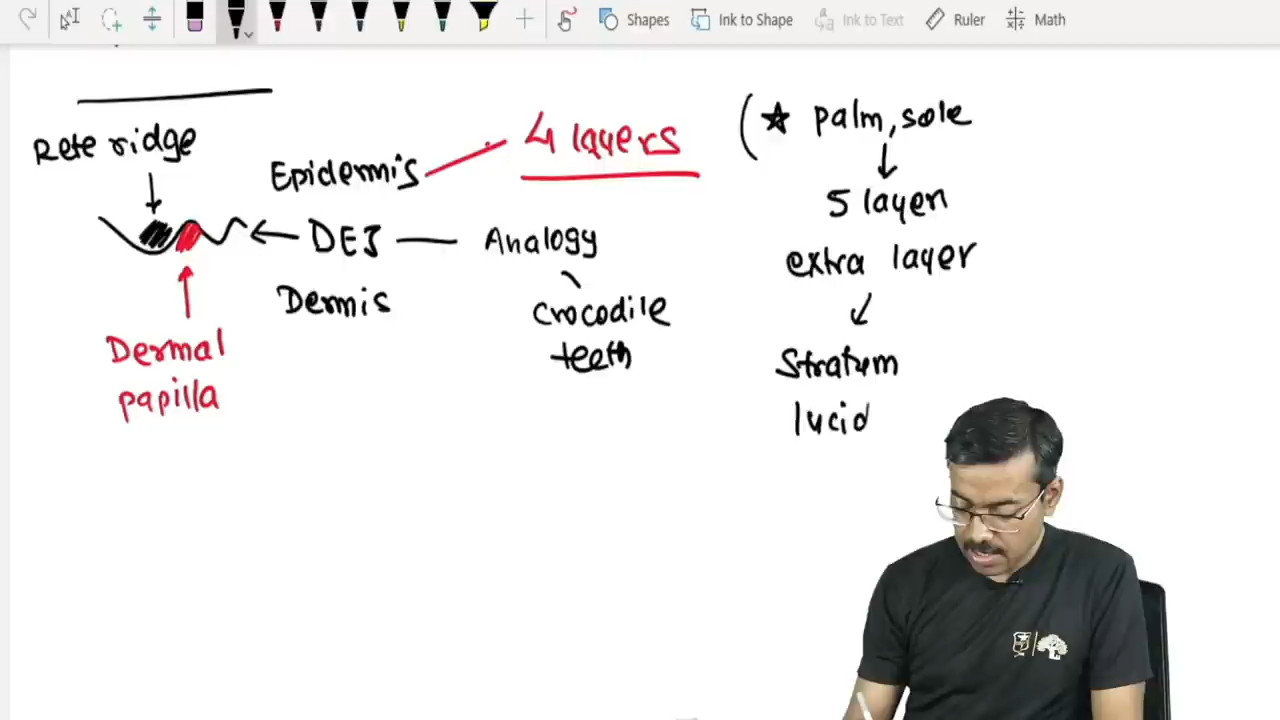 Shapes
Ink to Shape
Ink to Text
Ruler
Math
Rete ridge
Epidermis
4 layers
DEJ
Analogy
Dermis
Crocodile
teeth
Dermal
papilla
★ palm, sole
5 layer
extra layer
Stratum
lucid